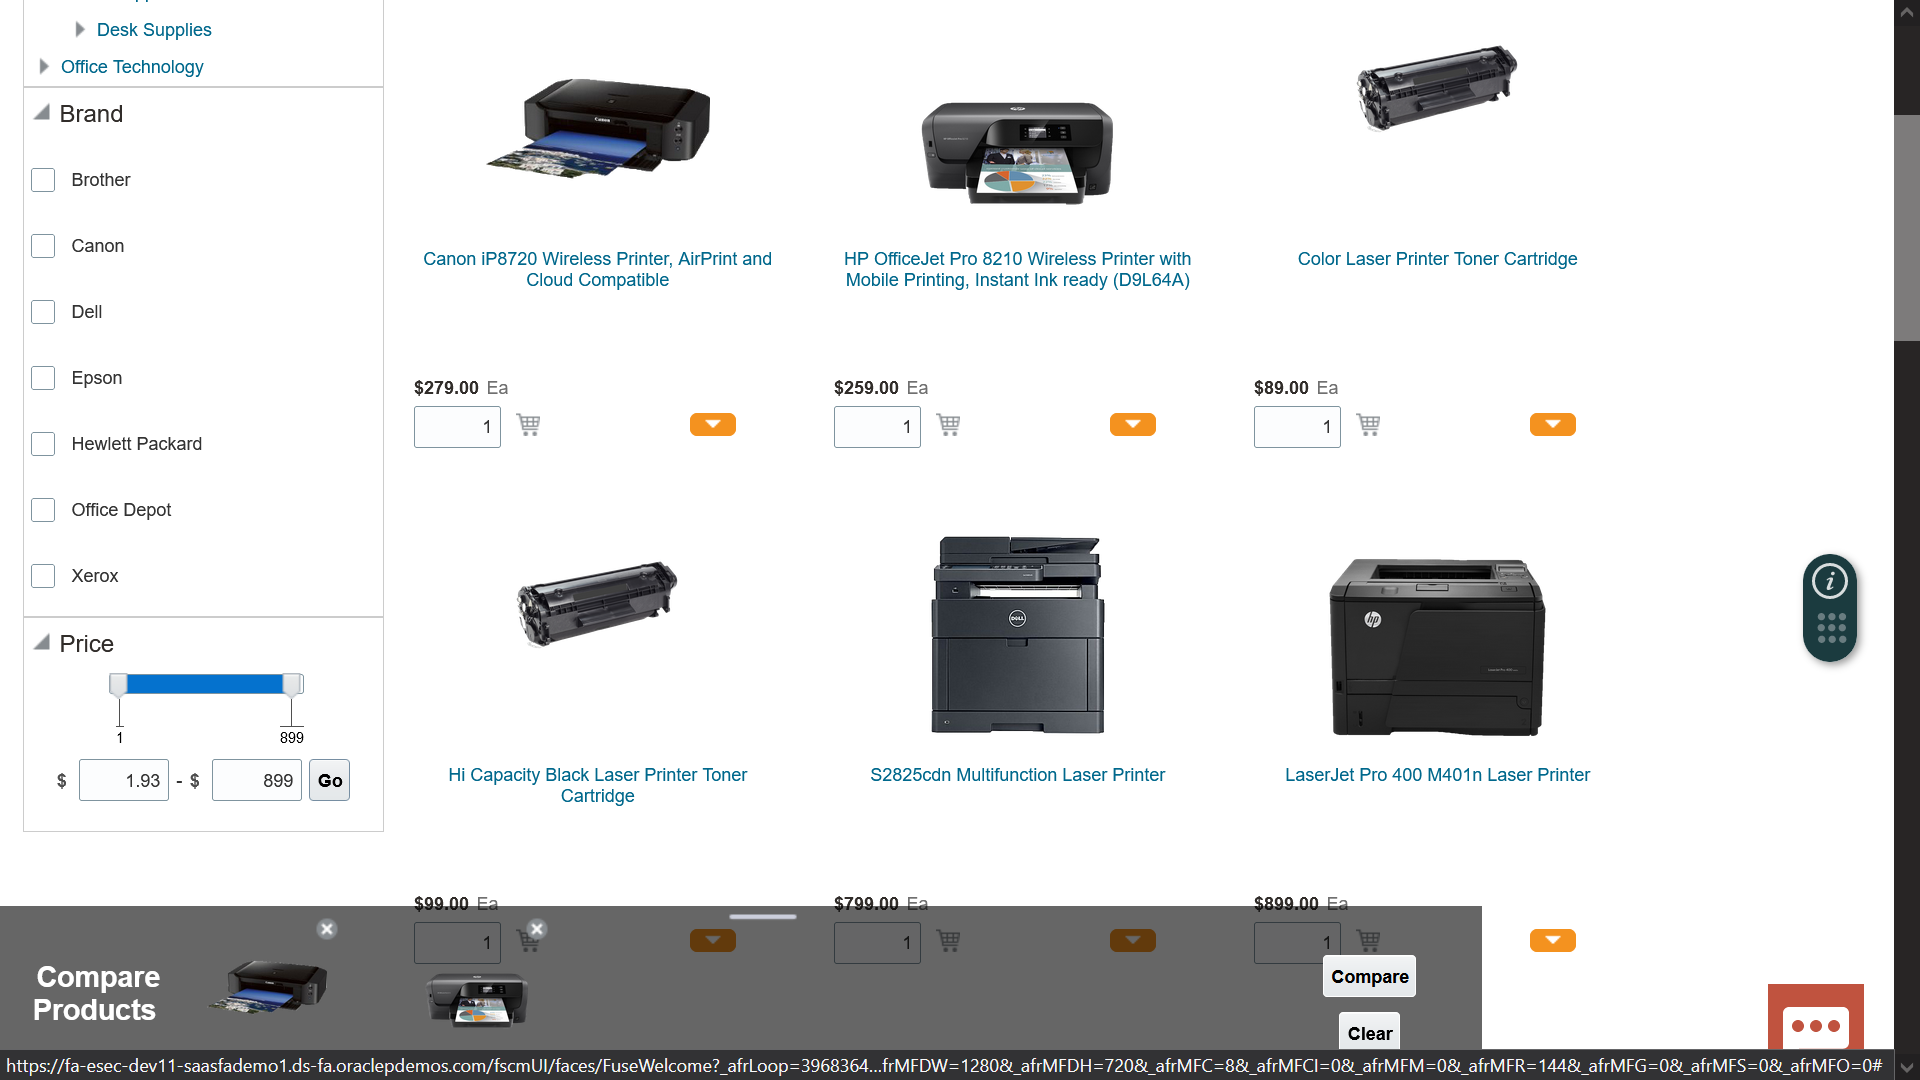 Desk Supplies
Office Technology
Brand
Brother
Canon
Dell
Epson
Hewlett Packard
Office Depot
Xerox
Price
1
899
$ 1.93 - $ 899 Go
Canon iP8720 Wireless Printer, AirPrint and
Cloud Compatible
$279.00 Ea
1
HP OfficeJet Pro 8210 Wireless Printer with
Mobile Printing, Instant Ink ready (D9L64A)
$259.00 Ea
1
Color Laser Printer Toner Cartridge
$89.00 Ea
1
Hi Capacity Black Laser Printer Toner
Cartridge
$99.00 Ea
1
DELL
S2825cdn Multifunction Laser Printer
$799.00 Ea
1
hp
LaserJet Pro 400 M401n Laser Printer
$899.00 Ea
1
Compare
Products
Compare
Clear
https://fa-esec-dev11-saasfademo1.ds-fa.oraclepdemos.com/fscmUI/faces/FuseWelcome?_afrLoop=3968364...frMFDW=1280&_afrMFDH=720&_afrMFC=8&_afrMFCI=0&_afrMFM=0&_afrMFR=144&_afrMFG=0&_afrMFS=0&_afrMFO=0#